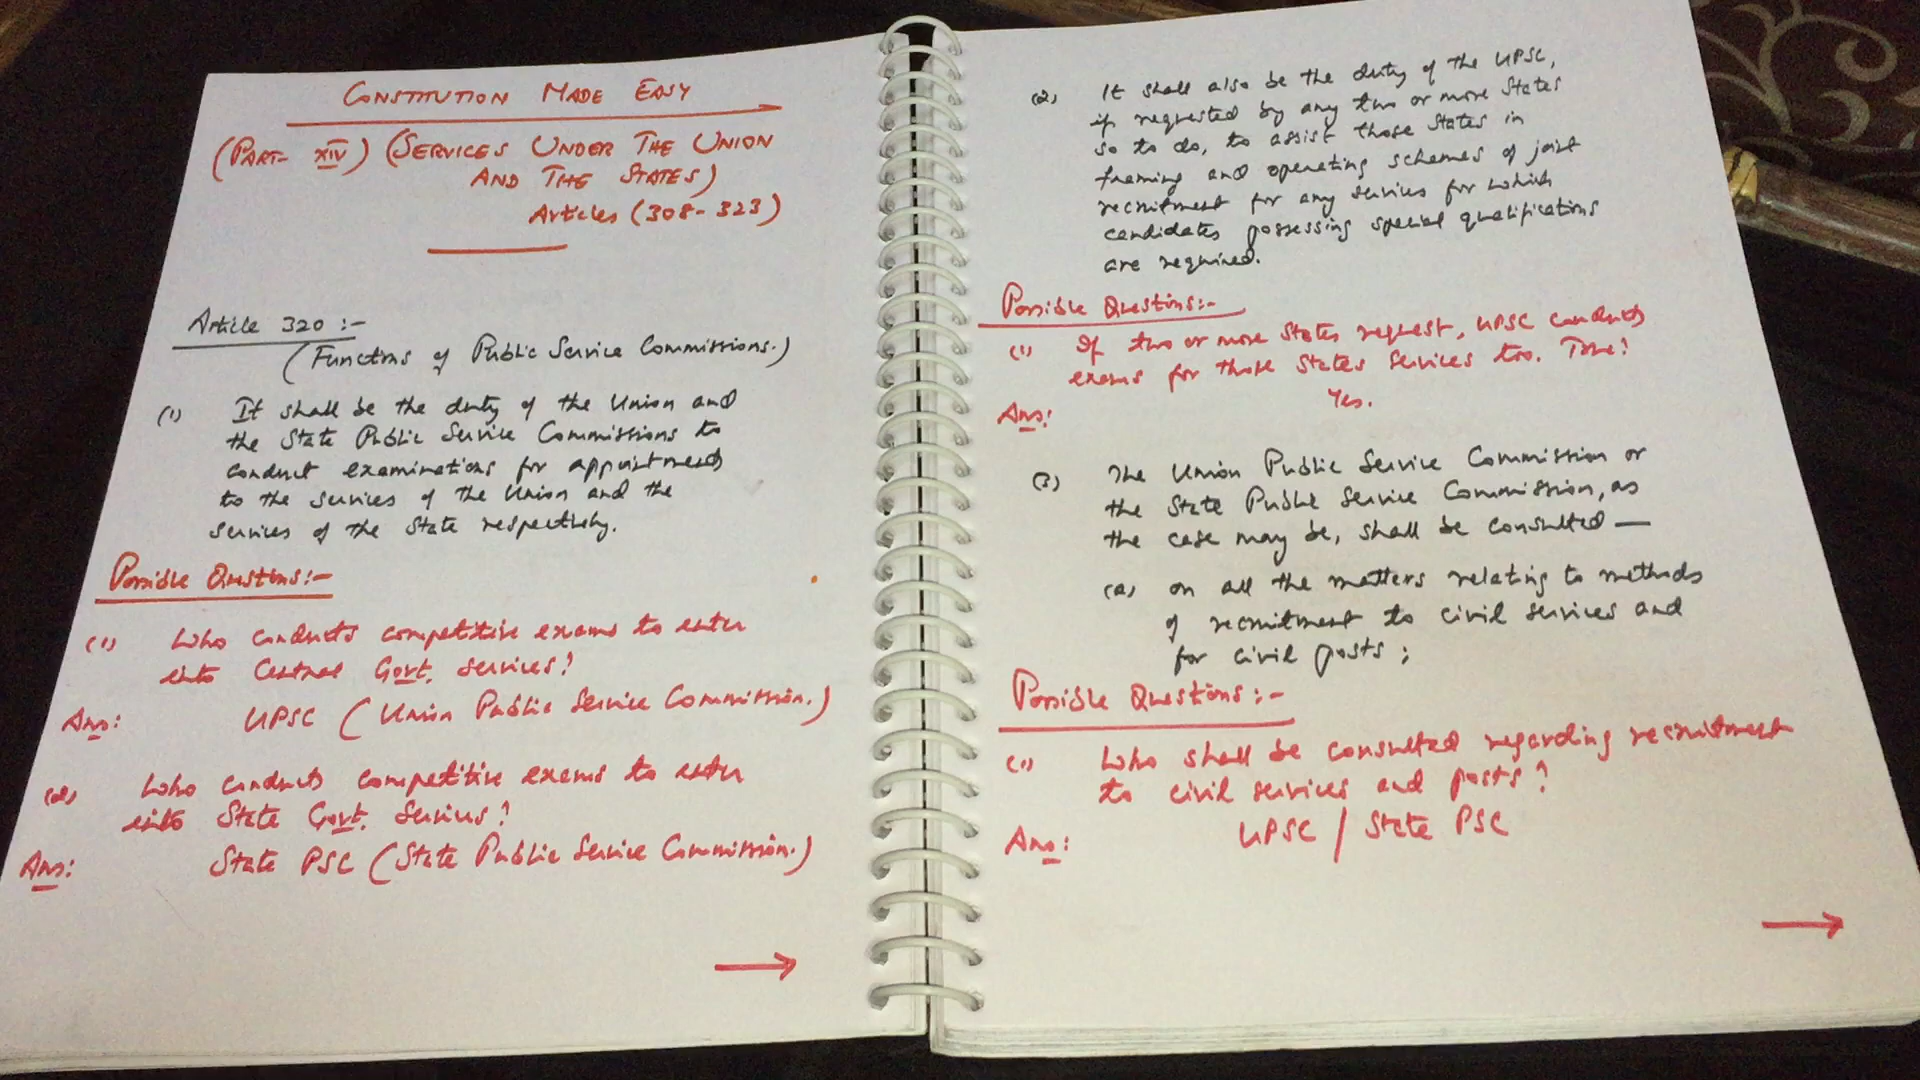 CONSTITUTION MADE EASY
(PART- XIV) (SERVICES UNDER THE UNION
AND THE STATES)
Articles (308-323)
Article 320 :-
(Functions of Public Service Commissions.)
(1) It shall be the duty of the Union and
the State Public Service Commissions to
conduct examinations for appointments
to the services of the Union and the
services of the State respectively.
Possible Questions:-
(1) Who conducts competitive exams to enter
into Central Govt. services?
Ans: UPSC (Union Public Service Commission.)
(2) Who conducts competitive exams to enter
into State Govt. Services?
Ans: State PSC (State Public Service Commission.)
(2) It shall also be the duty of the UPSC,
if requested by any two or more States
so to do, to assist those States in
framing and operating schemes of joint
recruitment for any services for which
candidates possessing special qualifications
are required.
Possible Questions:-
(1) If two or more States request, UPSC conducts
exams for those States Services too. True?
Ans: Yes.
(3) The Union Public Service Commission or
the State Public Service Commission, as
the case may be, shall be consulted —
(a) on all the matters relating to methods
of recruitment to civil services and
for civil posts;
Possible Questions:-
(1) Who shall be consulted regarding recruitment
to civil services and posts?
Ans: UPSC / State PSC